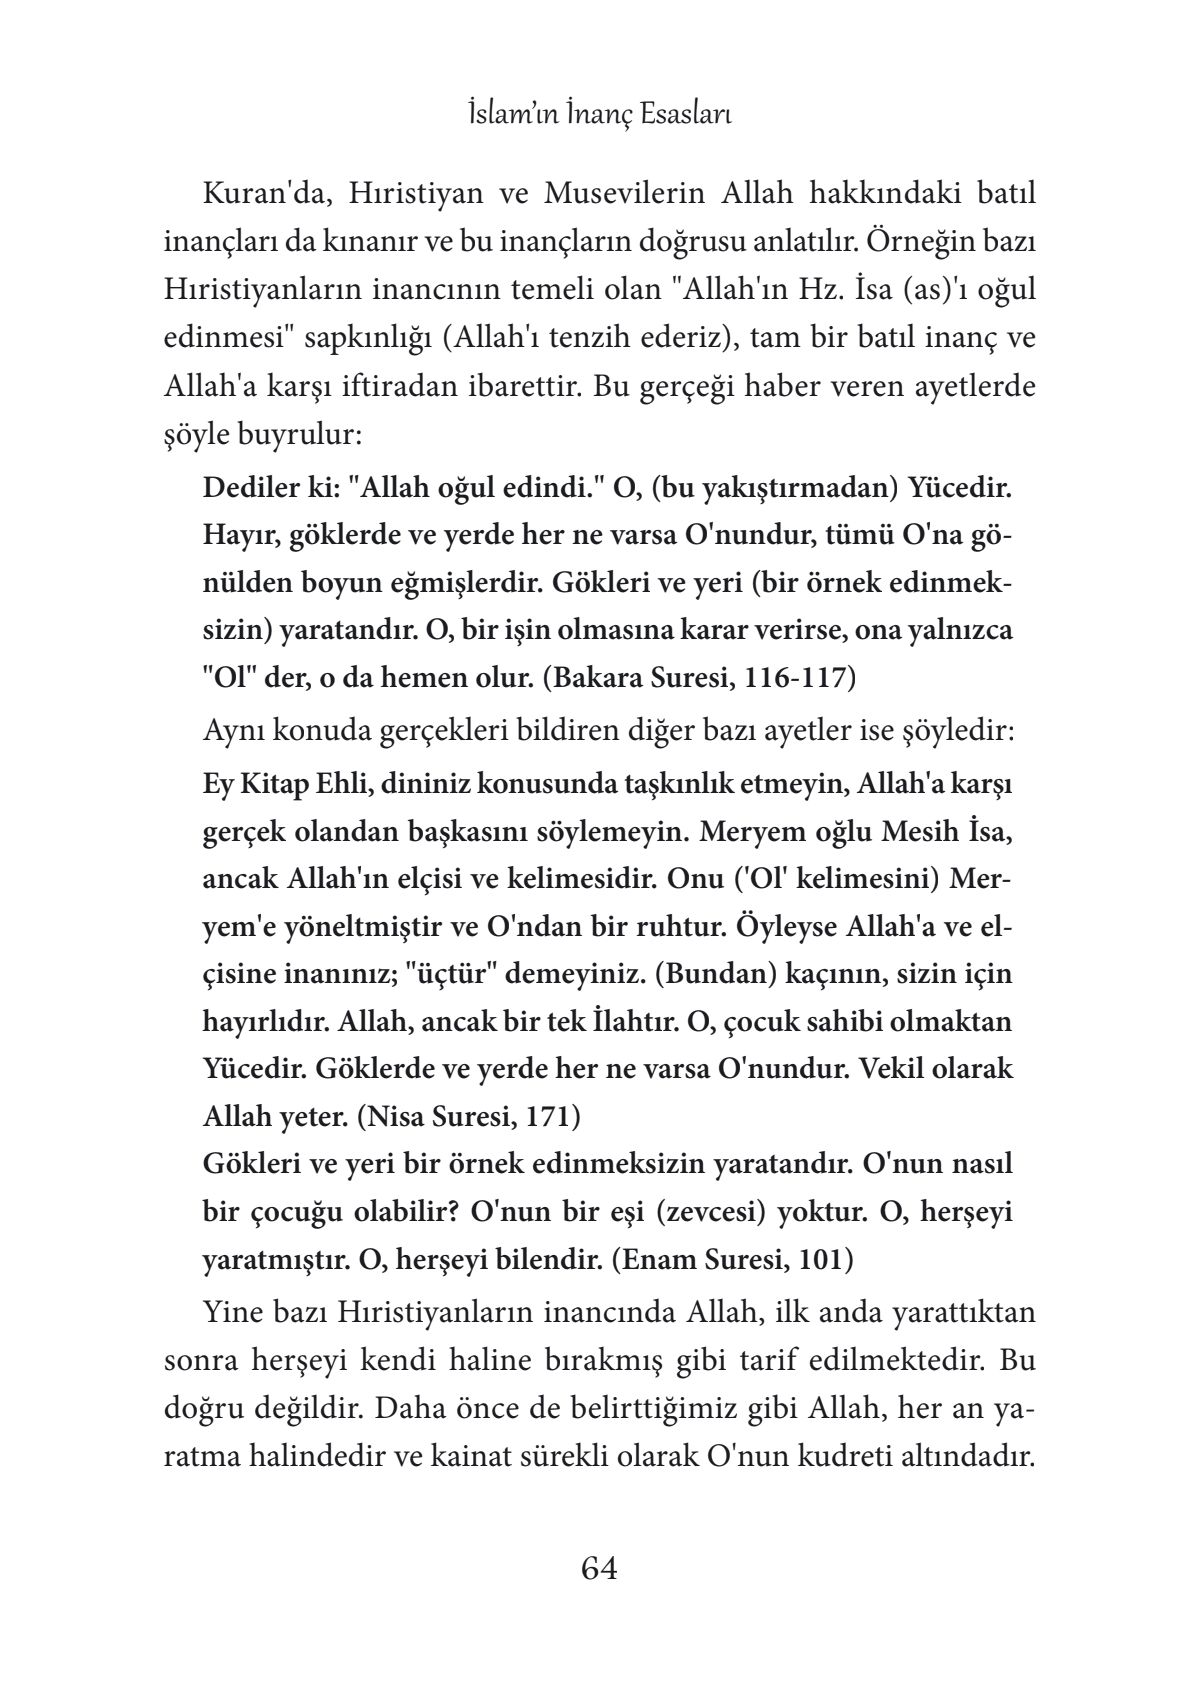 İslam’ın İnanç Esasları
Kuran'da, Hıristiyan ve Musevilerin Allah hakkındaki batıl
inançları da kınanır ve bu inançların doğrusu anlatılır. Örneğin bazı
Hıristiyanların inancının temeli olan "Allah'ın Hz. İsa (as)'ı oğul
edinmesi" sapkınlığı (Allah'ı tenzih ederiz), tam bir batıl inanç ve
Allah'a karşı iftiradan ibarettir. Bu gerçeği haber veren ayetlerde
şöyle buyrulur:
Dediler ki: "Allah oğul edindi." O, (bu yakıştırmadan) Yücedir.
Hayır, göklerde ve yerde her ne varsa O'nundur, tümü O'na gö-
nülden boyun eğmişlerdir. Gökleri ve yeri (bir örnek edinmek-
sizin) yaratandır. O, bir işin olmasına karar verirse, ona yalnızca
"Ol" der, o da hemen olur. (Bakara Suresi, 116-117)
Aynı konuda gerçekleri bildiren diğer bazı ayetler ise şöyledir:
Ey Kitap Ehli, dininiz konusunda taşkınlık etmeyin, Allah'a karşı
gerçek olandan başkasını söylemeyin. Meryem oğlu Mesih İsa,
ancak Allah'ın elçisi ve kelimesidir. Onu ('Ol' kelimesini) Mer-
yem'e yöneltmiştir ve O'ndan bir ruhtur. Öyleyse Allah'a ve el-
çisine inanınız; "üçtür" demeyiniz. (Bundan) kaçının, sizin için
hayırlıdır. Allah, ancak bir tek İlahtır. O, çocuk sahibi olmaktan
Yücedir. Göklerde ve yerde her ne varsa O'nundur. Vekil olarak
Allah yeter. (Nisa Suresi, 171)
Gökleri ve yeri bir örnek edinmeksizin yaratandır. O'nun nasıl
bir çocuğu olabilir? O'nun bir eşi (zevcesi) yoktur. O, herşeyi
yaratmıştır. O, herşeyi bilendir. (Enam Suresi, 101)
Yine bazı Hıristiyanların inancında Allah, ilk anda yarattıktan
sonra herşeyi kendi haline bırakmış gibi tarif edilmektedir. Bu
doğru değildir. Daha önce de belirttiğimiz gibi Allah, her an ya-
ratma halindedir ve kainat sürekli olarak O'nun kudreti altındadır.
64